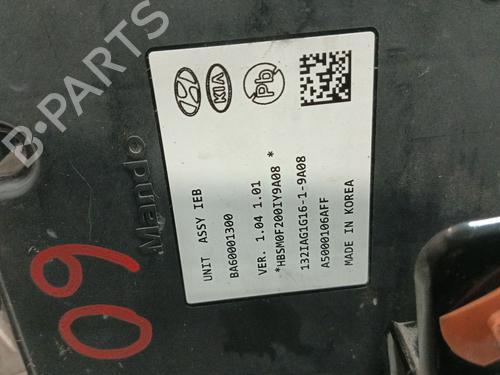 B-PARTS
Mando
KIA
Pb
UNIT ASSY IEB
BA60001300
VER. 1.04 1.01
*HBSM0F200IY9A08 *
132IAG1G16-1-9A08
A5000106AFF
MADE IN KOREA
09